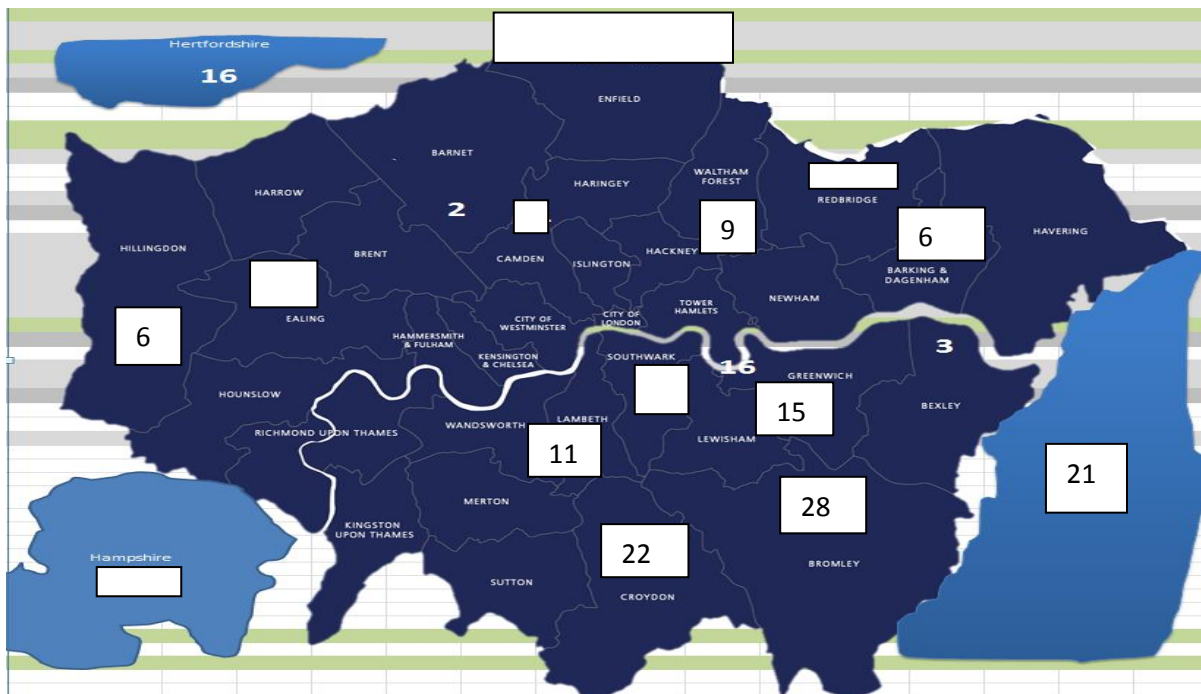 Hertfordshire
16
ENFIELD
BARNET
HARROW
HARINGEY
WALTHAM
FOREST
REDBRIDGE
2
9
6
HAVERING
HILLINGDON
BRENT
CAMDEN
ISLINGTON
HACKNEY
BARKING &
DAGENHAM
NEWHAM
EALING
TOWER
HAMLETS
CITY OF
WESTMINSTER
CITY OF
LONDON
6
HAMMERSMITH
& FULHAM
KENSINGTON
& CHELSEA
SOUTHWARK
16
3
GREENWICH
HOUNSLOW
BEXLEY
15
RICHMOND UPON THAMES
WANDSWORTH
LAMBETH
LEWISHAM
11
21
MERTON
28
KINGSTON
UPON THAMES
22
Hampshire
BROMLEY
SUTTON
CROYDON